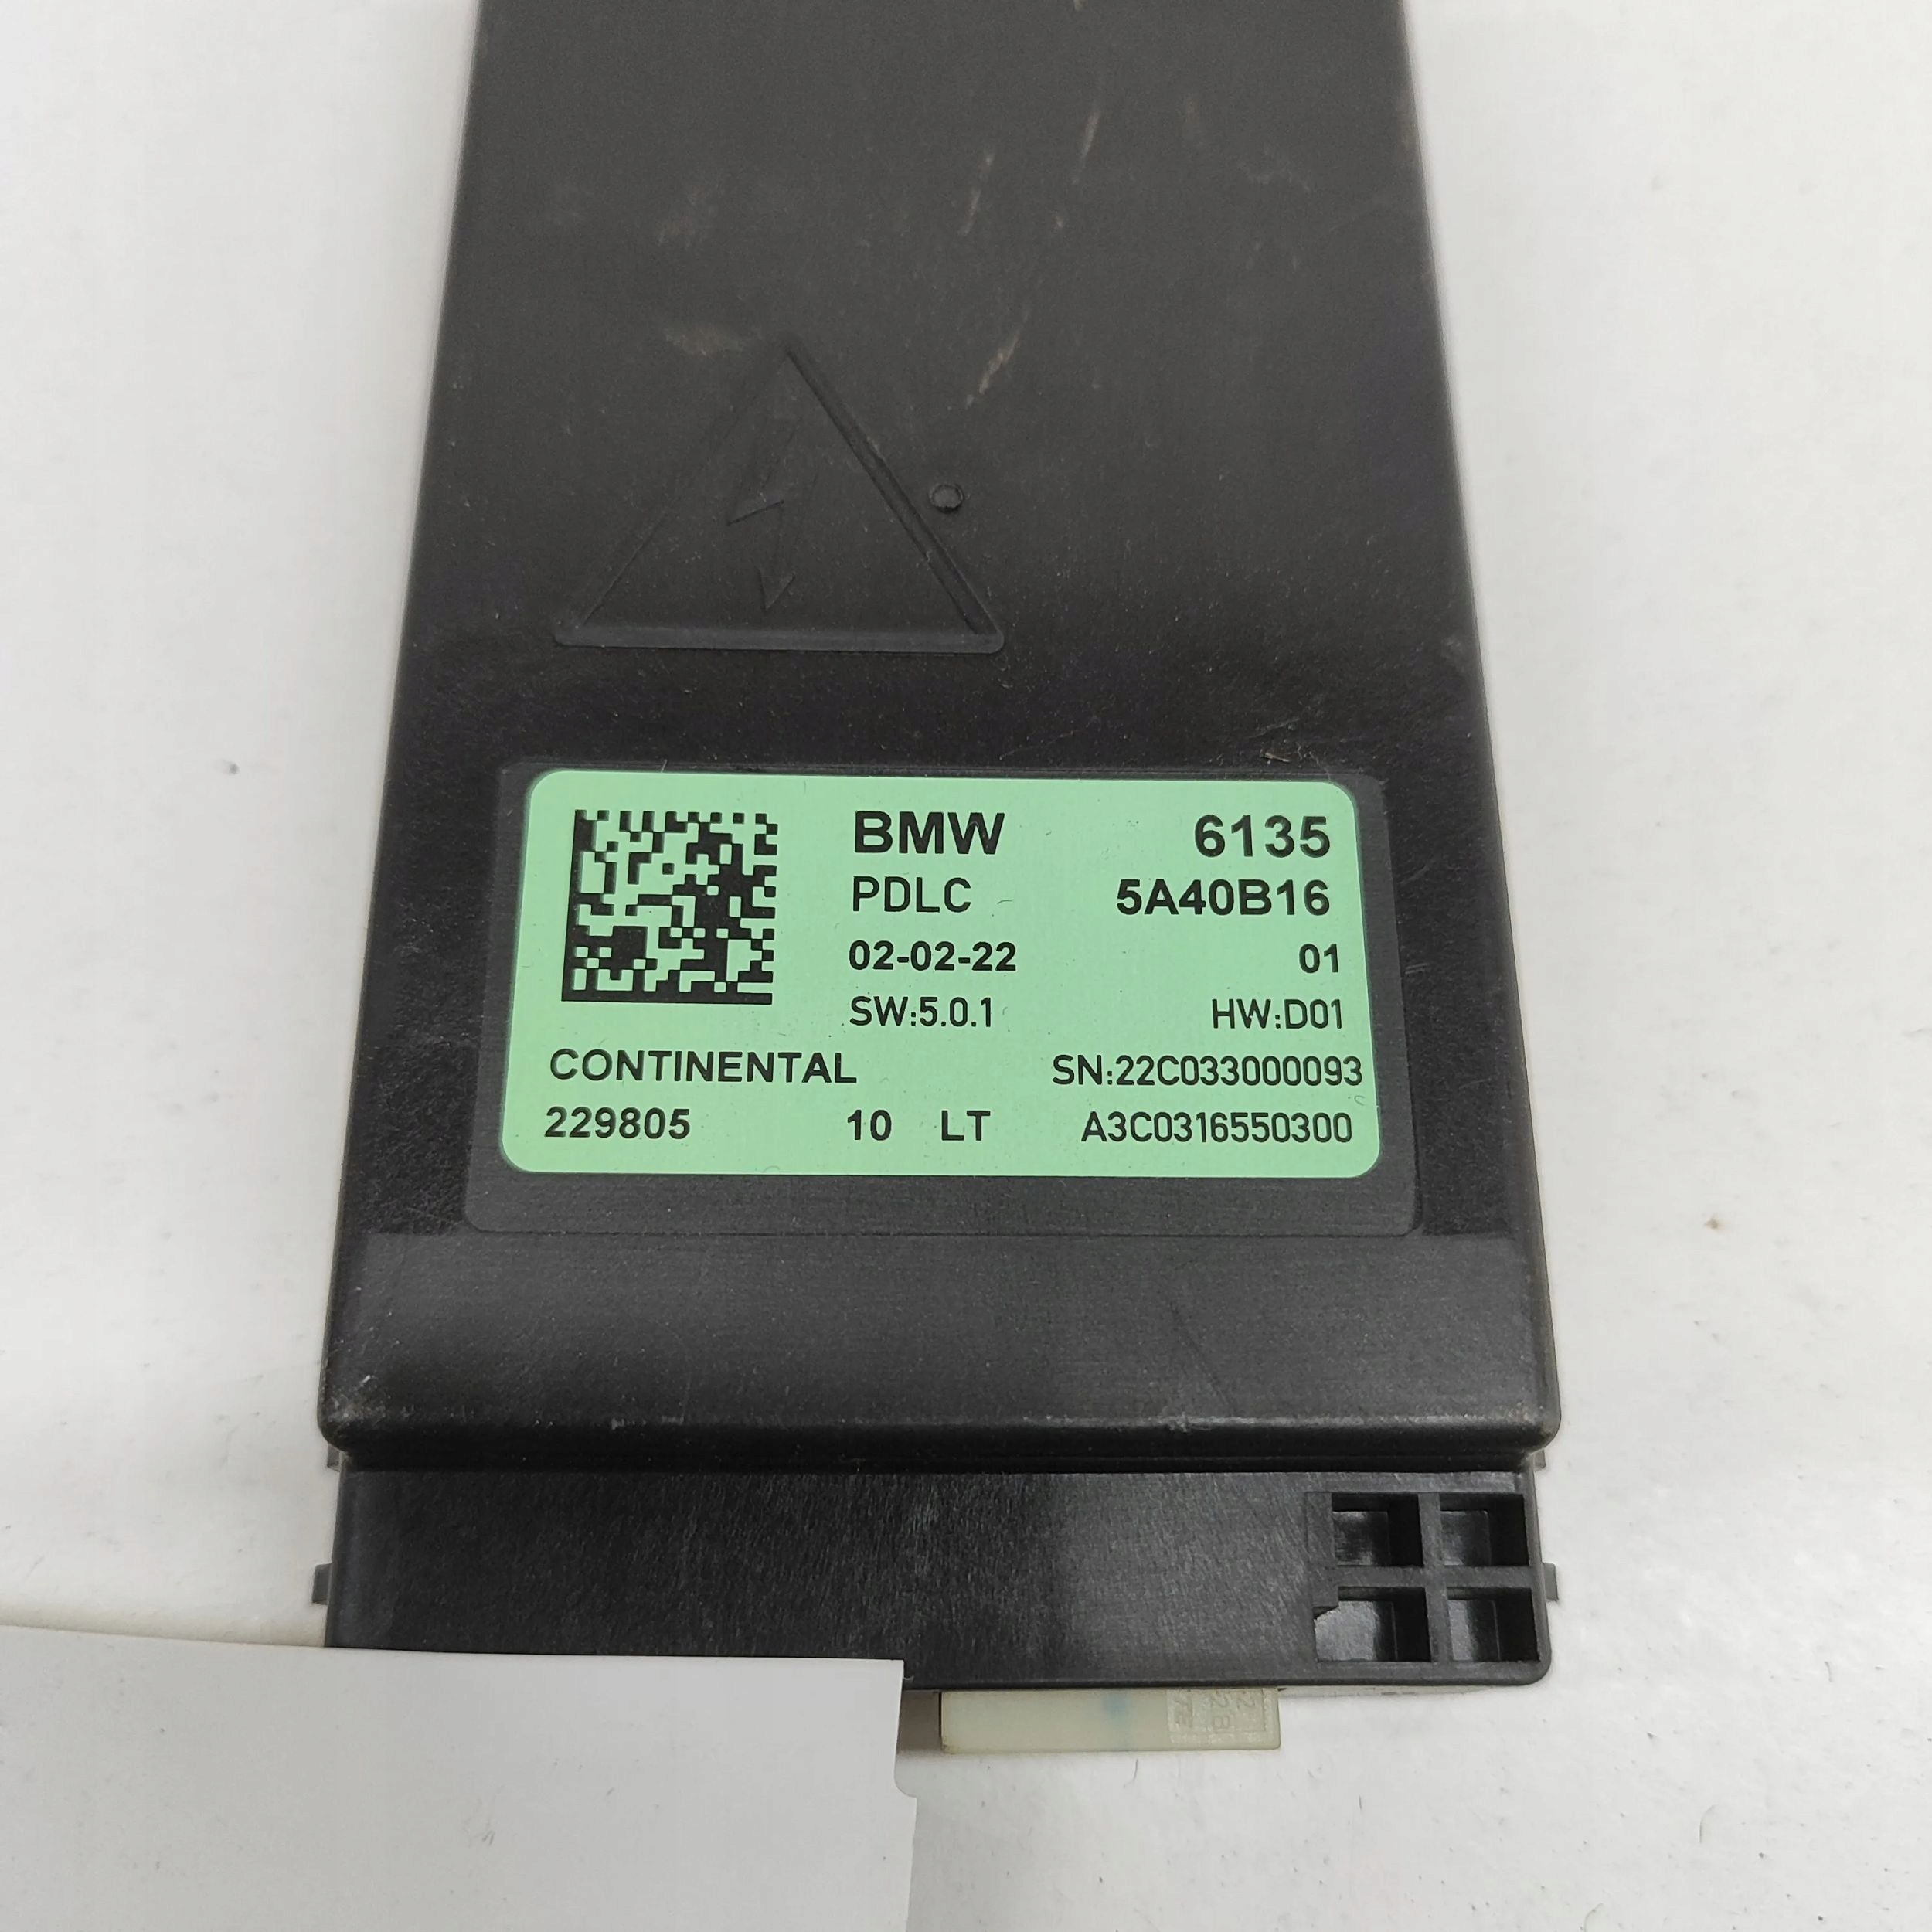 BMW 6135
PDLC 5A40B16
02-02-22 01
SW:5.0.1 HW:D01
CONTINENTAL SN:22C033000093
229805 10 LT A3C0316550300